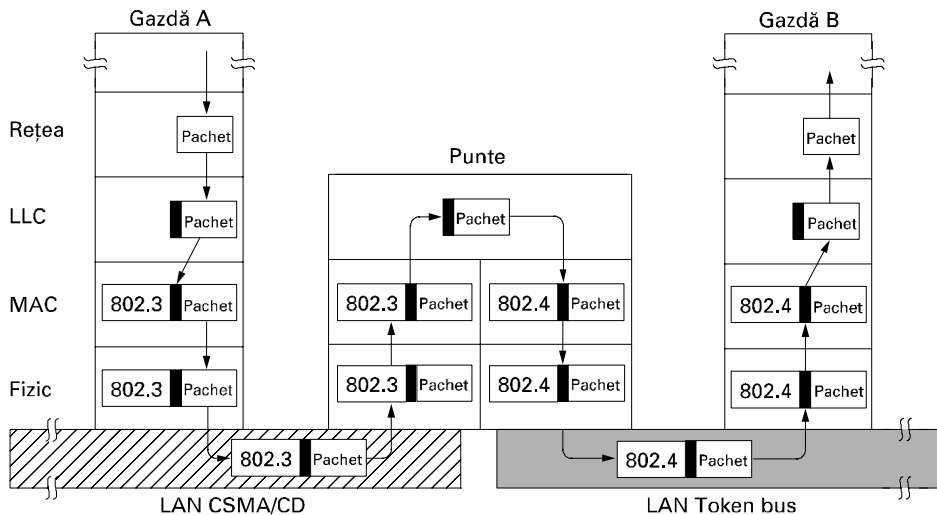 Gazdă A
Gazdă B
Rețea
Pachet
Pachet
Punte
LLC
Pachet
Pachet
Pachet
MAC
802.3 Pachet
802.3 Pachet
802.4 Pachet
802.4 Pachet
Fizic
802.3 Pachet
802.3 Pachet
802.4 Pachet
802.4 Pachet
802.3 Pachet
802.4 Pachet
LAN CSMA/CD
LAN Token bus